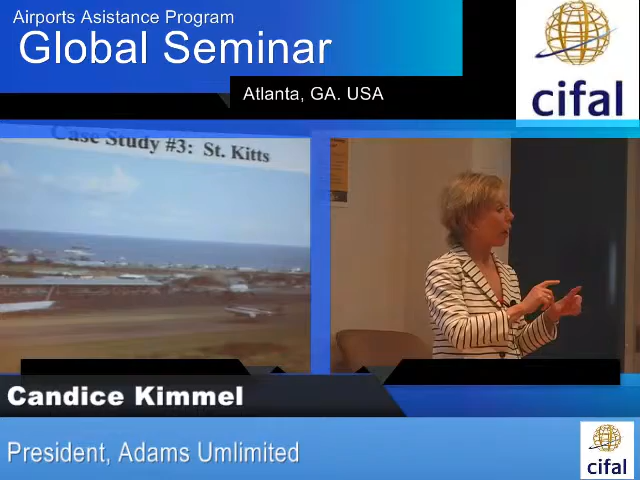 Airports Asistance Program
Global Seminar
Atlanta, GA. USA
cifal
Case Study #3: St. Kitts
Candice Kimmel
President, Adams Umlimited
cifal